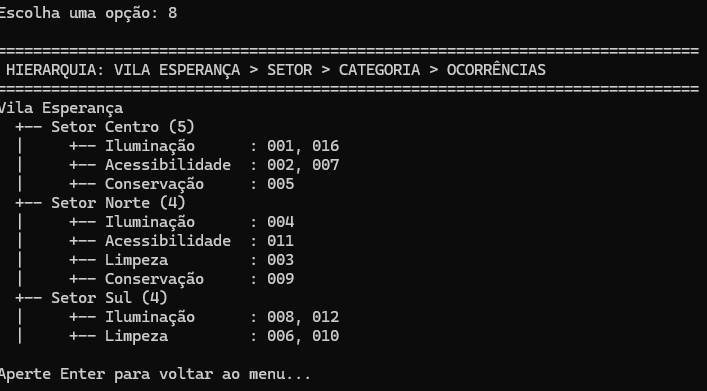 Escolha uma opção: 8
================================================================================
HIERARQUIA: VILA ESPERANÇA > SETOR > CATEGORIA > OCORRÊNCIAS
================================================================================
Vila Esperança
  +-- Setor Centro (5)
  |     +-- Iluminação      : 001, 016
  |     +-- Acessibilidade  : 002, 007
  |     +-- Conservação     : 005
  +-- Setor Norte (4)
  |     +-- Iluminação      : 004
  |     +-- Acessibilidade  : 011
  |     +-- Limpeza         : 003
  |     +-- Conservação     : 009
  +-- Setor Sul (4)
  |     +-- Iluminação      : 008, 012
  |     +-- Limpeza         : 006, 010
Aperte Enter para voltar ao menu...